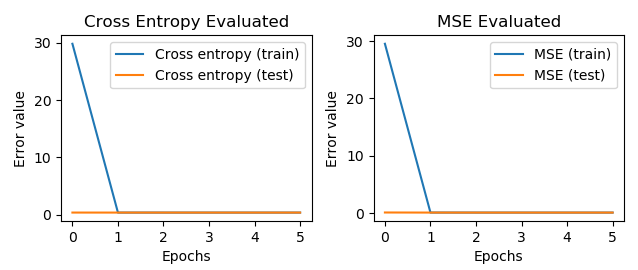 Cross Entropy Evaluated
30
20
10
0
Error value
Cross entropy (train)
Cross entropy (test)
0 1 2 3 4 5
Epochs
MSE Evaluated
30
20
10
0
Error value
MSE (train)
MSE (test)
0 1 2 3 4 5
Epochs